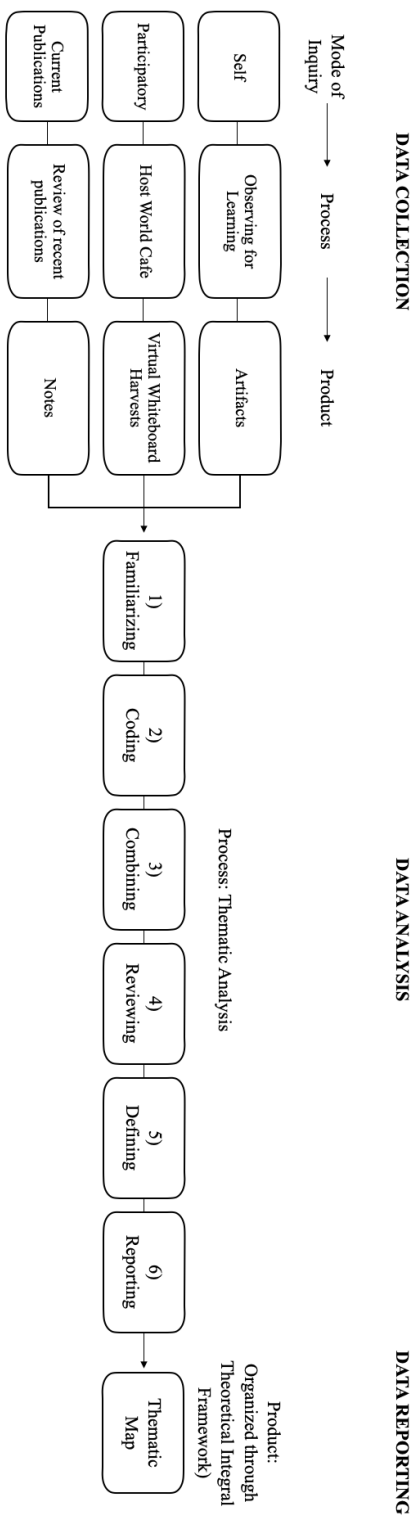 DATA COLLECTION
DATA ANALYSIS
DATA REPORTING
Mode of
Inquiry
Process
Product
Self
Observing for
Learning
Artifacts
Participatory
Host World Cafe
Virtual Whiteboard
Harvests
Current
Publications
Review of recent
publications
Notes
Process: Thematic Analysis
1)
Familiarizing
2)
Coding
3)
Combining
4)
Reviewing
5)
Defining
6)
Reporting
Product:
Organized through
Theoretical Integral
Framework)
Thematic
Map